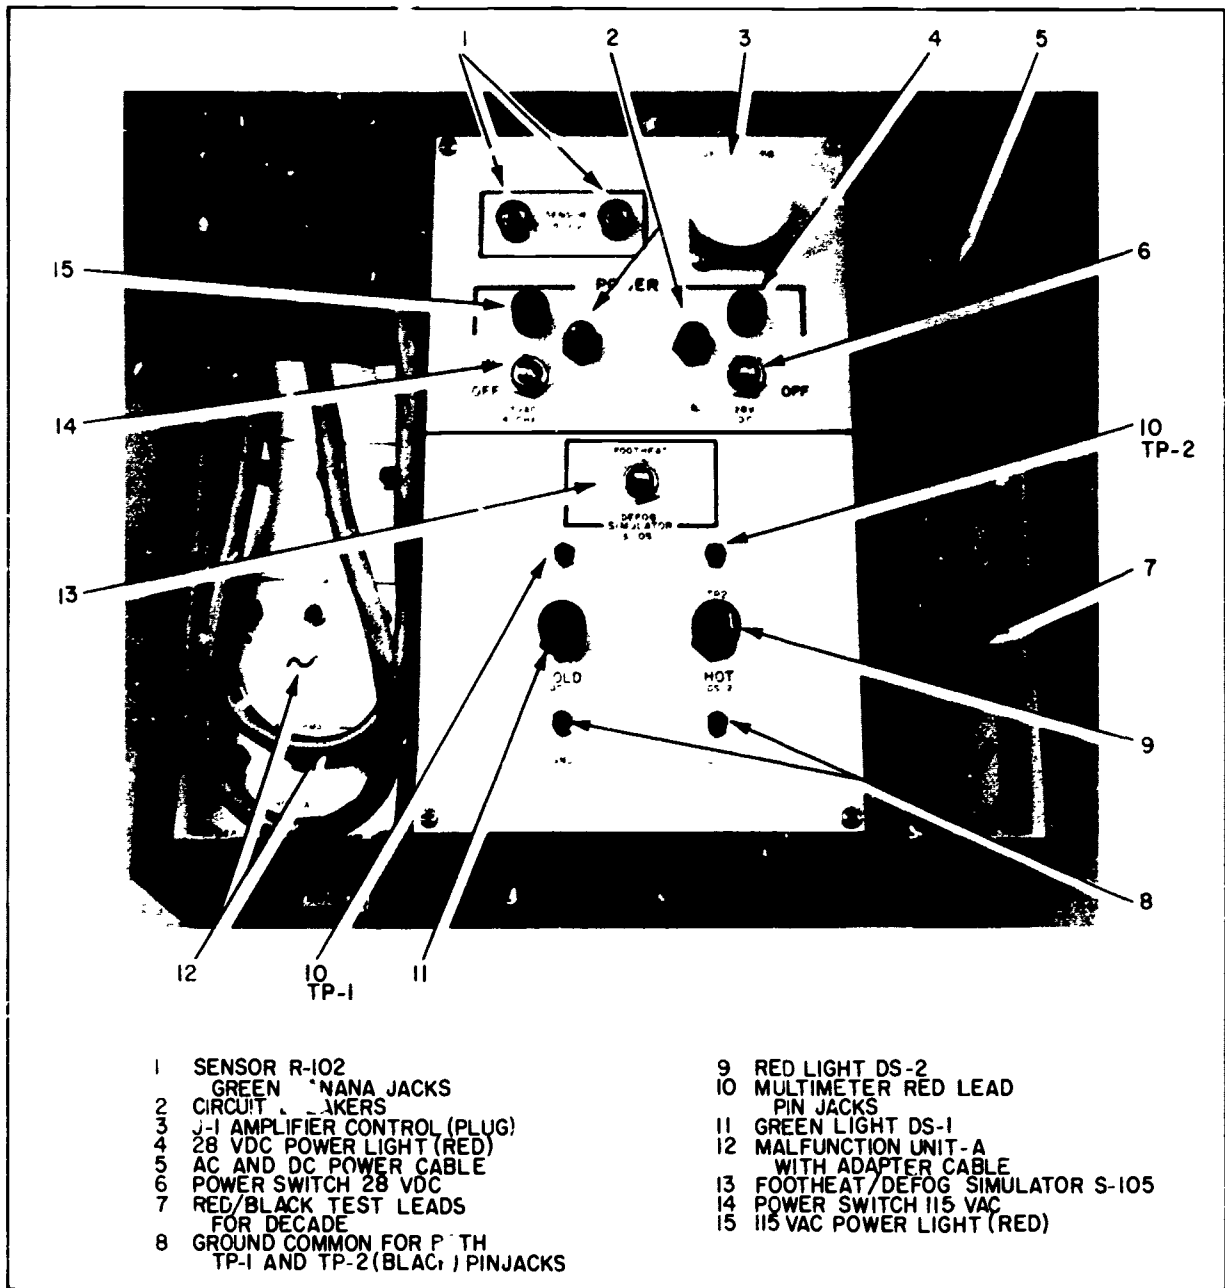 1
2
3
4
5
6
7
8
9
10
TP-2
10
TP-1
11
12
13
14
15
POWER
OFF
OFF
28V
FOOTHEAT
DEFOG
SIMULATOR
TP2
HOT
DS-2
1 SENSOR R-102
GREEN JACKS
2 CIRCUIT
3 J-1 AMPLIFIER CONTROL (PLUG)
4 28 VDC POWER LIGHT (RED)
5 AC AND DC POWER CABLE
6 POWER SWITCH 28 VDC
7 RED/BLACK TEST LEADS
FOR DECADE
8 GROUND COMMON FOR
TP-1 AND TP-2 PINJACKS
9 RED LIGHT DS-2
10 MULTIMETER RED LEAD
PIN JACKS
11 GREEN LIGHT DS-1
12 MALFUNCTION UNIT-A
WITH ADAPTER CABLE
13 FOOTHEAT/DEFOG SIMULATOR S-105
14 POWER SWITCH 115 VAC
15 115 VAC POWER LIGHT (RED)